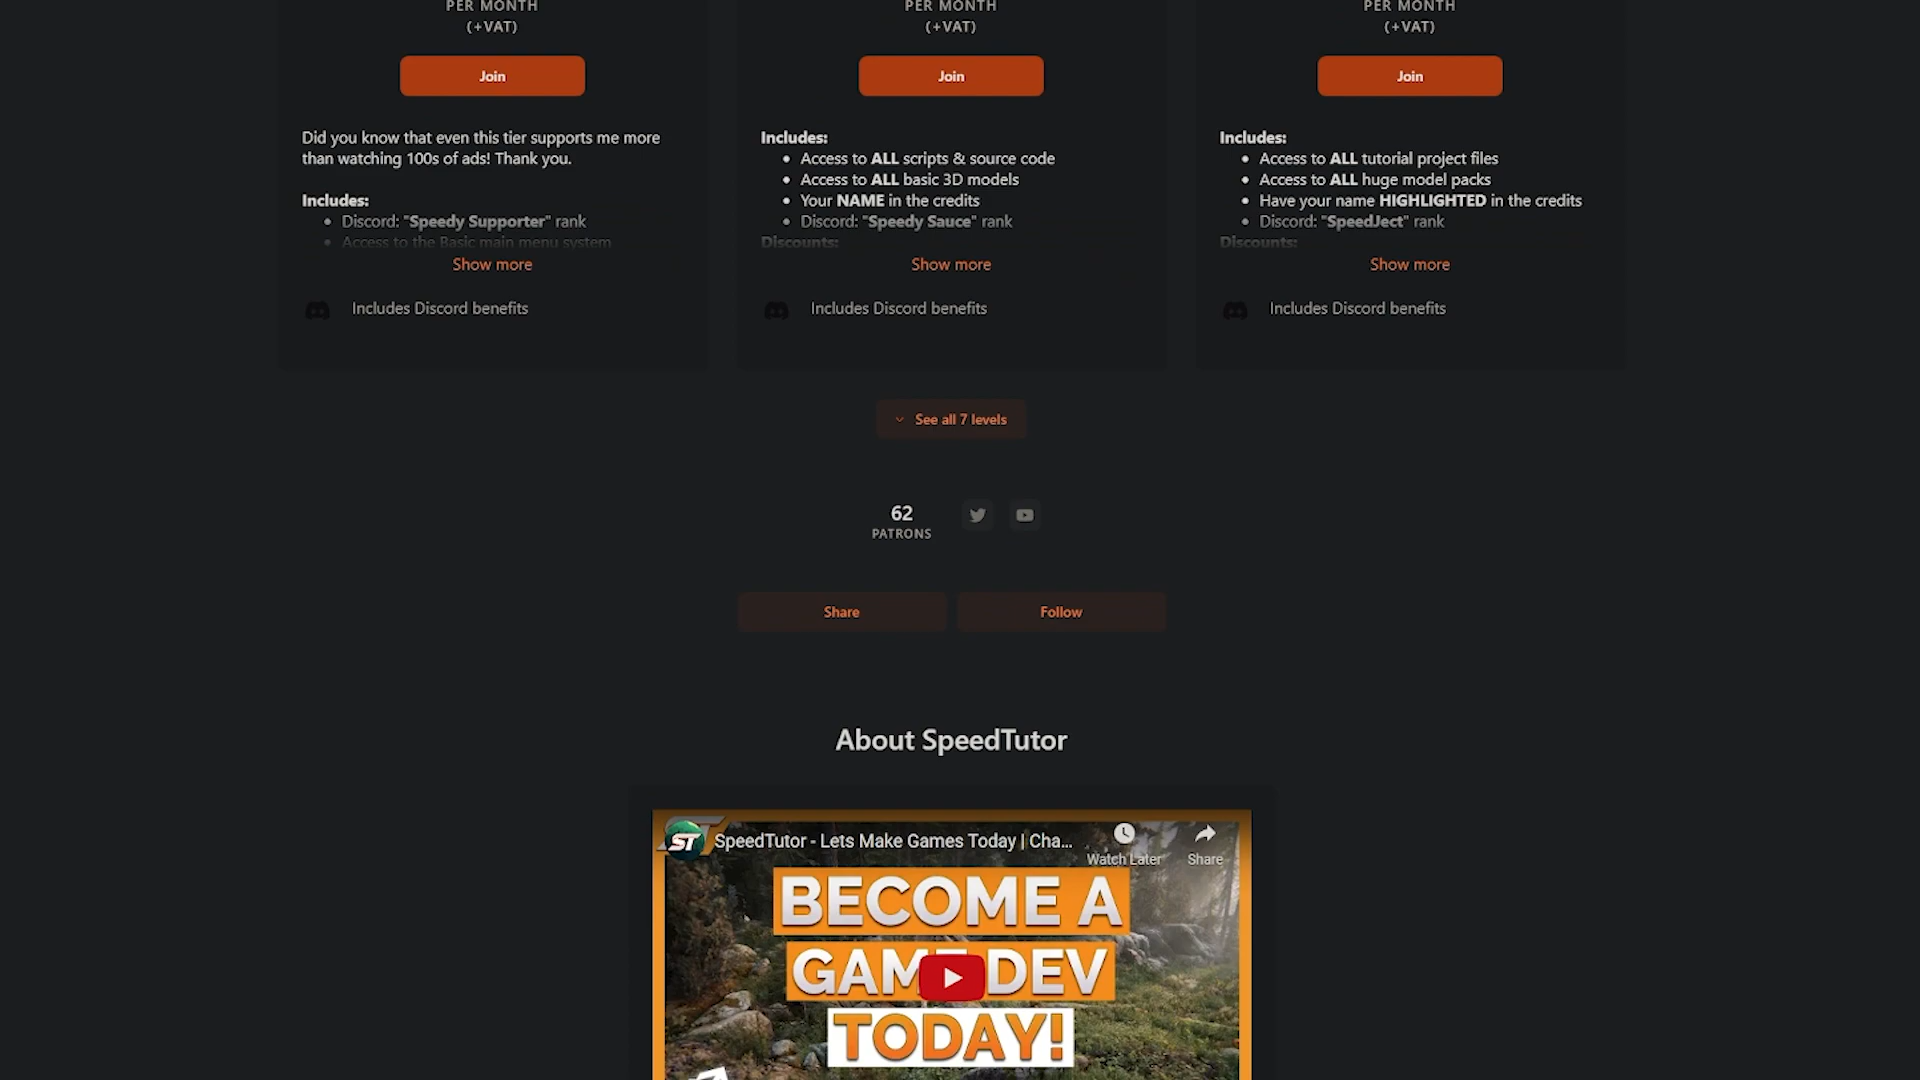 PER MONTH
(+VAT)
Join
Did you know that even this tier supports me more
than watching 100s of ads! Thank you.
Includes:
Discord: "Speedy Supporter" rank
Access to the Basic main menu system
Show more
Includes Discord benefits
PER MONTH
(+VAT)
Join
Includes:
Access to ALL scripts & source code
Access to ALL basic 3D models
Your NAME in the credits
Discord: "Speedy Sauce" rank
Discounts:
Show more
Includes Discord benefits
PER MONTH
(+VAT)
Join
Includes:
Access to ALL tutorial project files
Access to ALL huge model packs
Have your name HIGHLIGHTED in the credits
Discord: "SpeedJect" rank
Discounts:
Show more
Includes Discord benefits
See all 7 levels
62
PATRONS
Share
Follow
About SpeedTutor
ST
SpeedTutor - Lets Make Games Today | Cha...
Watch Later
Share
BECOME A
GAME DEV
TODAY!